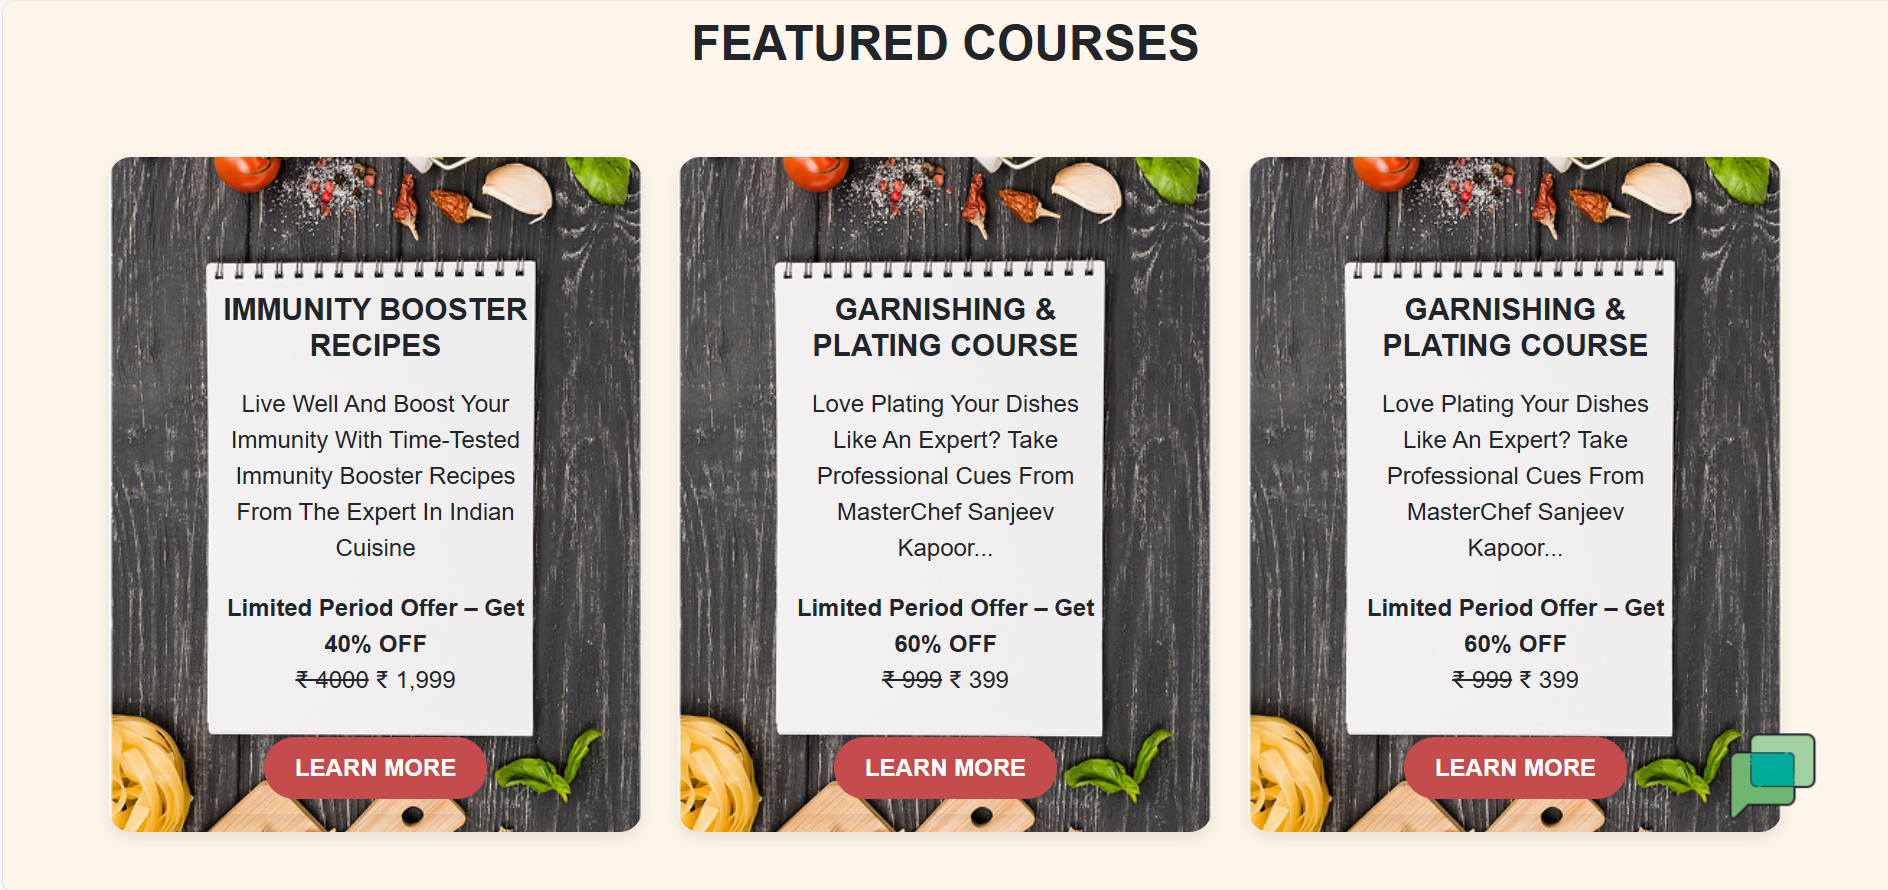 FEATURED COURSES
IMMUNITY BOOSTER
RECIPES
Live Well And Boost Your
Immunity With Time-Tested
Immunity Booster Recipes
From The Expert In Indian
Cuisine
Limited Period Offer – Get
40% OFF
₹ 4000 ₹ 1,999
LEARN MORE
GARNISHING &
PLATING COURSE
Love Plating Your Dishes
Like An Expert? Take
Professional Cues From
MasterChef Sanjeev
Kapoor...
Limited Period Offer – Get
60% OFF
₹ 999 ₹ 399
LEARN MORE
GARNISHING &
PLATING COURSE
Love Plating Your Dishes
Like An Expert? Take
Professional Cues From
MasterChef Sanjeev
Kapoor...
Limited Period Offer – Get
60% OFF
₹ 999 ₹ 399
LEARN MORE